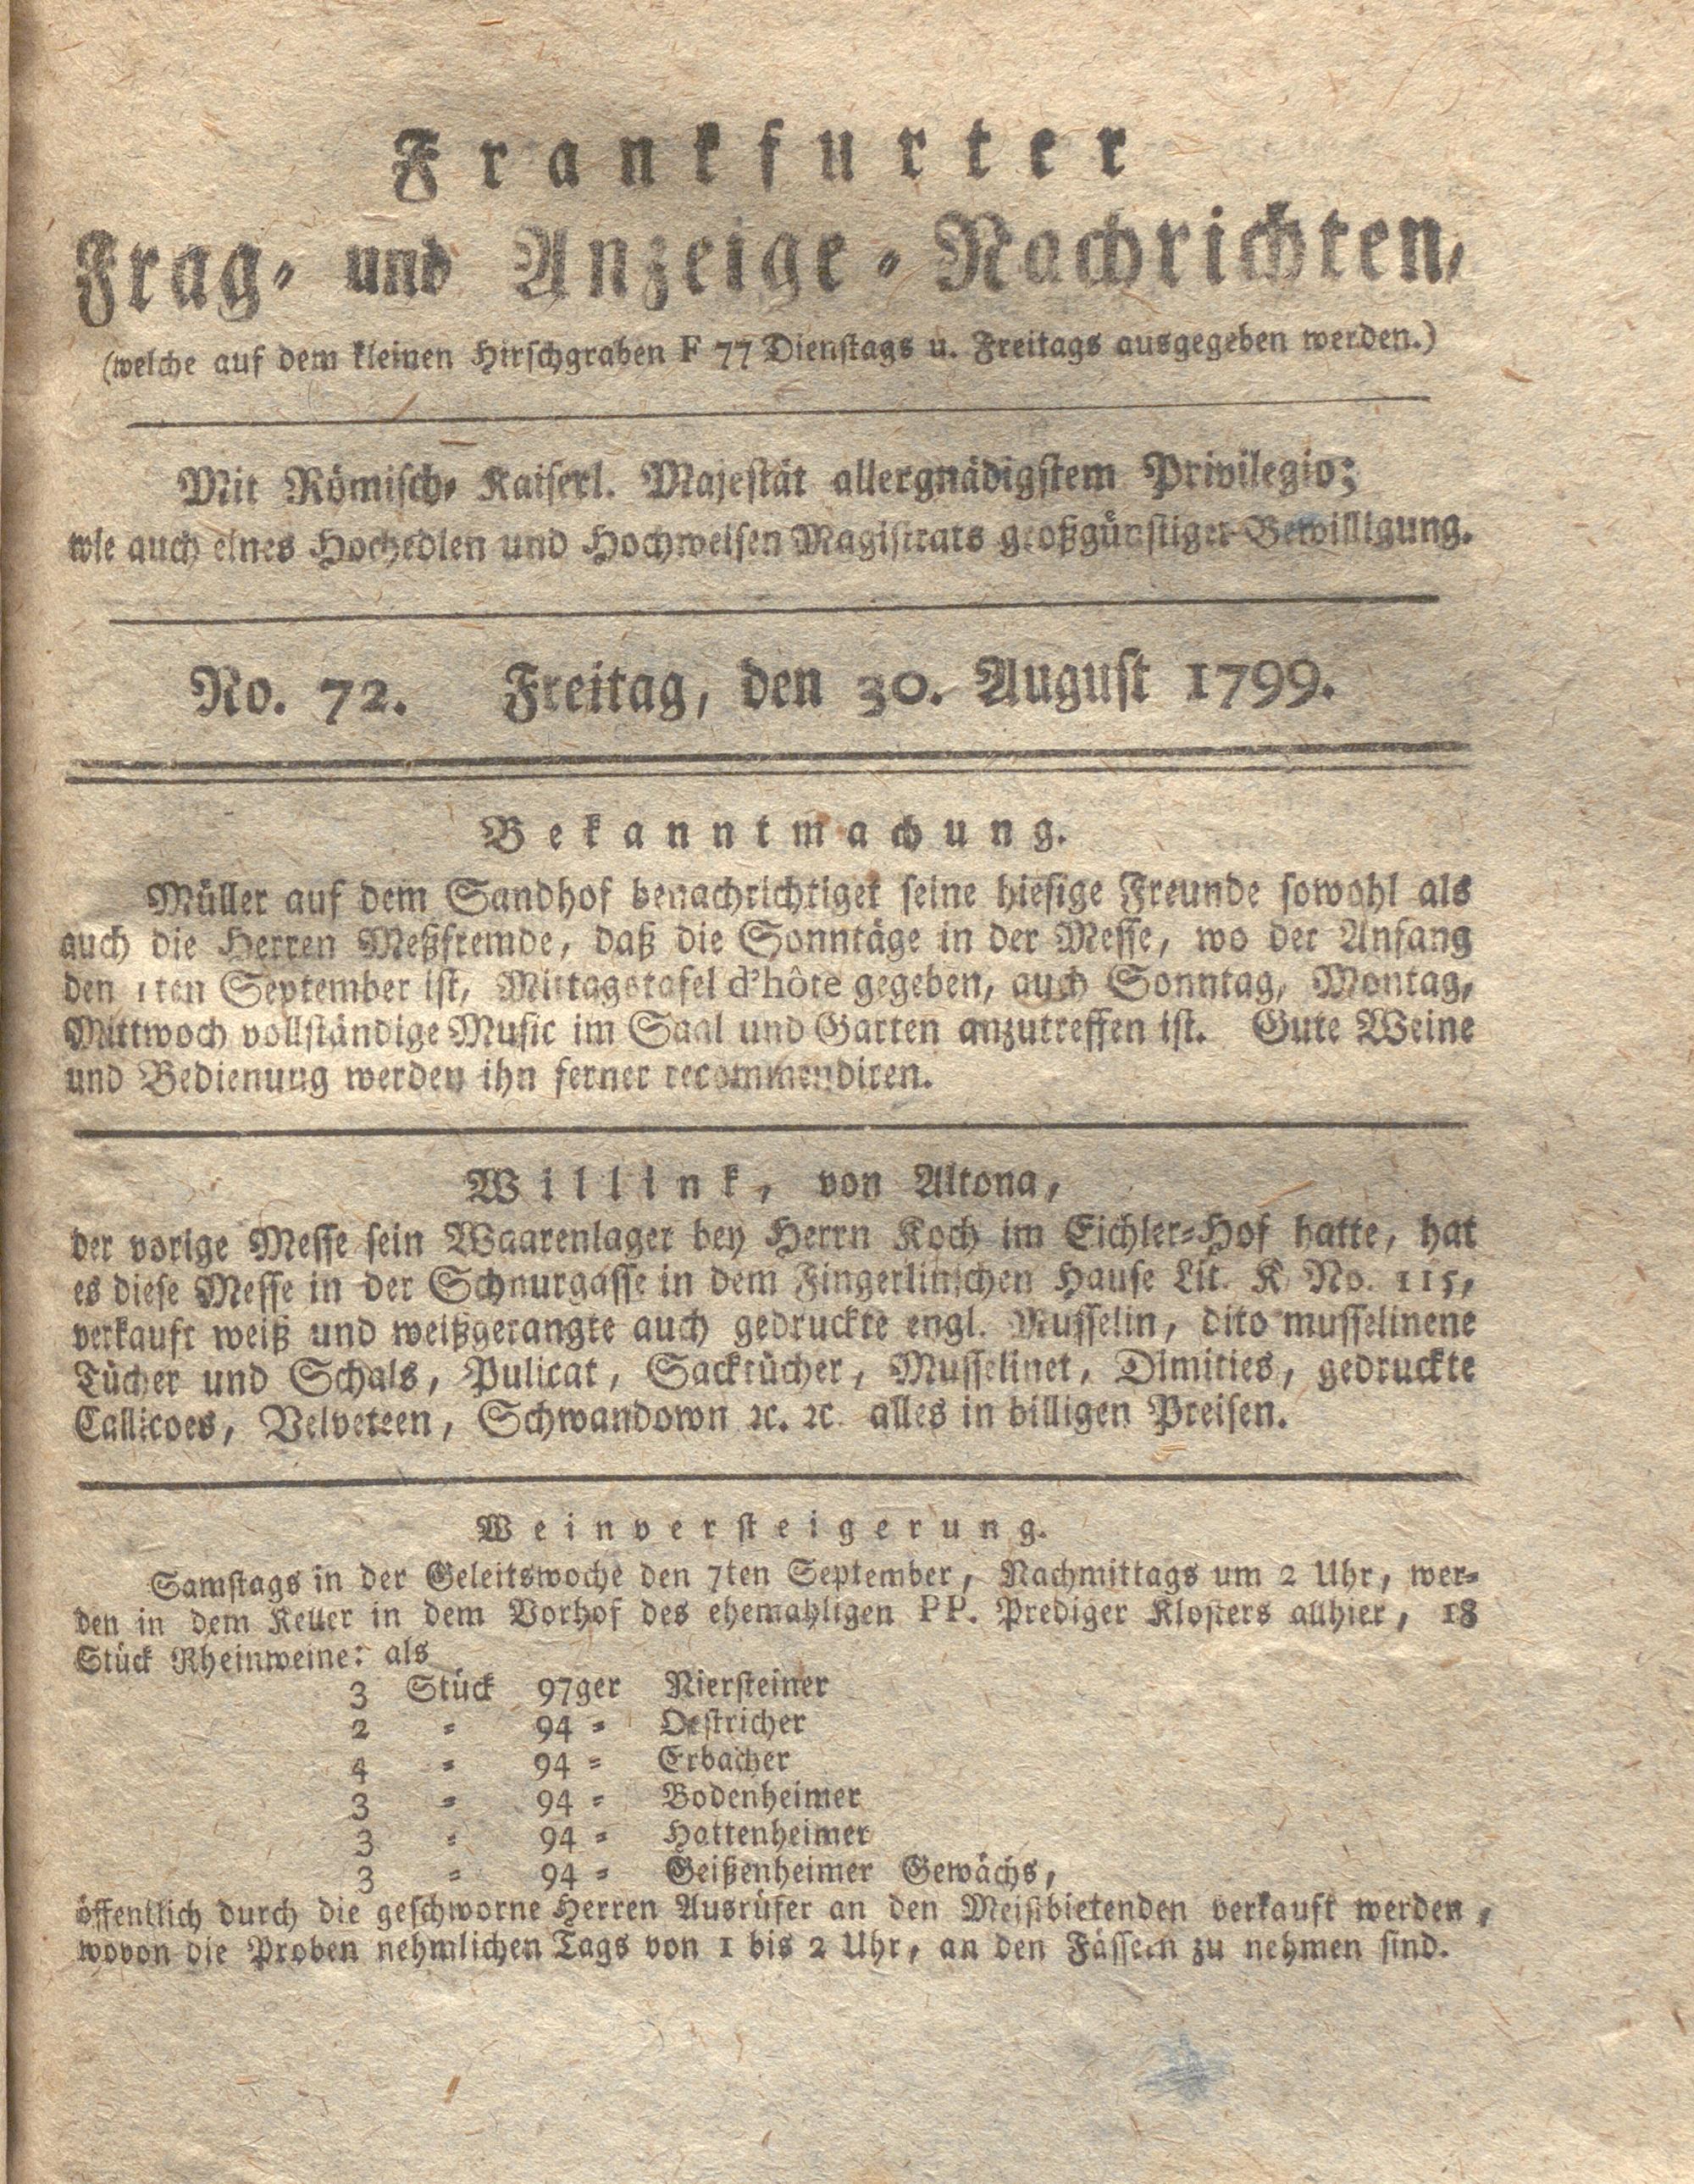 Frankfurter
Frag- und Anzeige-Nachrichten,
(welche auf dem kleinen Hirschgraben F 77 Dienstags u. Freitags ausgegeben werden.)
Mit Römisch- Kaiserl. Majestät allergnädigstem Privilegio;
wie auch eines Hochedlen und Hochweisen Magistrats großgünstiger Bewilligung.
No. 72. Freitag, den 30. August 1799.
Bekanntmachung.
Müller auf dem Sandhof benachrichtiget seine hiesige Freunde sowohl als
auch die Herren Meßfremde, daß die Sonntäge in der Messe, wo der Anfang
den 1ten September ist, Mittagstafel d'hôte gegeben, auch Sonntag, Montag,
Mittwoch vollständige Music im Saal und Garten anzutreffen ist. Gute Weine
und Bedienung werden ihn ferner recommendiren.
Willink, von Altona,
der vorige Messe sein Waarenlager bey Herrn Koch im Eichler-Hof hatte, hat
es diese Messe in der Schnurgasse in dem Fingerlinschen Hause Lit. K No. 115,
verkauft weiß und weißgerangte auch gedruckte engl. Musselin, dito musselinene
Tücher und Schals, Pulicat, Sacktücher, Musselinet, Dimities, gedruckte
Callicoes, Velveteen, Schwandown ꝛc. ꝛc. alles in billigen Preisen.
Weinversteigerung.
Samstags in der Geleitswoche den 7ten September, Nachmittags um 2 Uhr, wer-
den in dem Keller in dem Vorhof des ehemahligen PP. Prediger Klosters allhier, 18
Stück Rheinweine: als
3 Stück 97ger Niersteiner
2 - 94 - Oestricher
4 - 94 - Erbacher
3 - 94 - Bodenheimer
3 - 94 - Hattenheimer
3 - 94 - Geißenheimer Gewächs,
öffentlich durch die geschworne Herren Ausrüfer an den Meistbietenden verkauft werden,
wovon die Proben nehmlichen Tags von 1 bis 2 Uhr, an den Fässern zu nehmen sind.